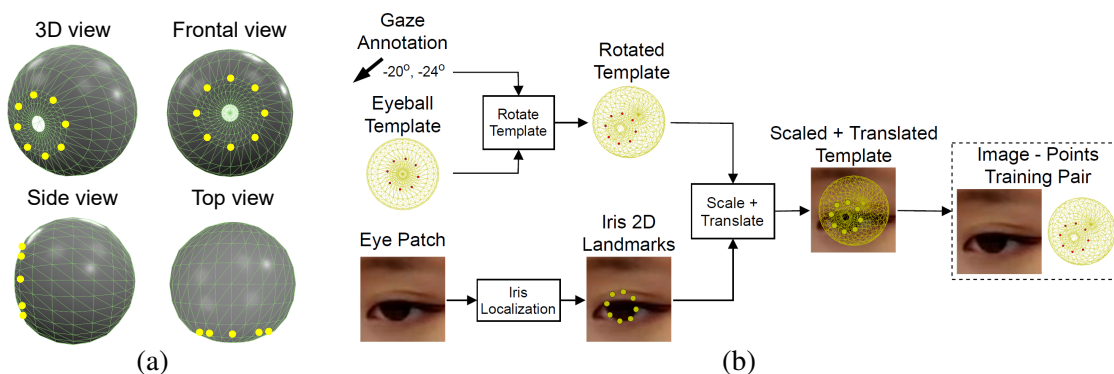 3D view
Frontal view
Side view
Top view
(a)
Gaze
Annotation
-20°, -24°
Eyeball
Template
Rotate
Template
Rotated
Template
Eye Patch
Iris
Localization
Iris 2D
Landmarks
Scale +
Translate
Scaled + Translated
Template
Image - Points
Training Pair
(b)